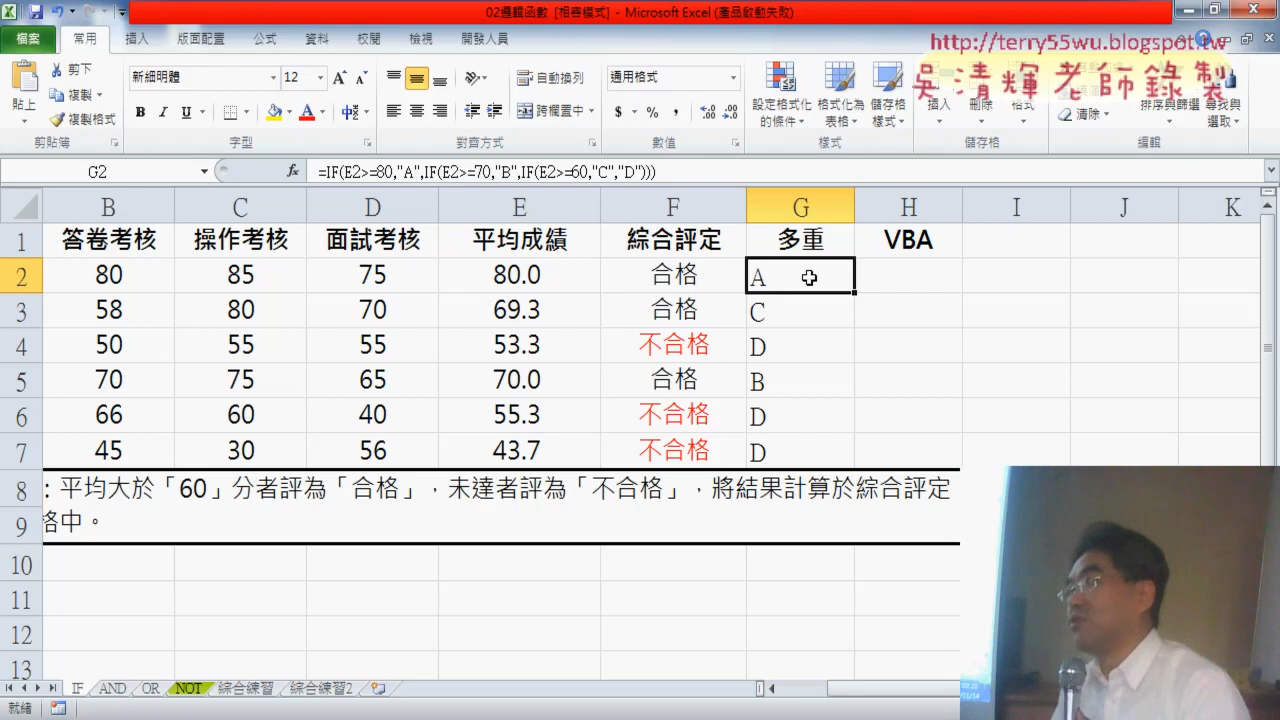 02邏輯函數 [相容模式] - Microsoft Excel (產品啟動失敗)
檔案 常用 插入 版面配置 公式 資料 校閱 檢視 開發人員
http://terry55wu.blogspot.tw
吳清輝老師錄製
剪下
複製
複製格式
貼上
新細明體 12
B I U
自動換列
跨欄置中
通用格式
$ % ,
設定格式化的條件
格式化為表格
儲存格樣式
插入 刪除 格式
清除
排序與篩選 尋找與選取
剪貼簿 字型 對齊方式 數值 樣式 儲存格 編輯
G2 fx =IF(E2>=80,"A",IF(E2>=70,"B",IF(E2>=60,"C","D")))
B C D E F G H I J K
1 答卷考核 操作考核 面試考核 平均成績 綜合評定 多重 VBA
2 80 85 75 80.0 合格 A
3 58 80 70 69.3 合格 C
4 50 55 55 53.3 不合格 D
5 70 75 65 70.0 合格 B
6 66 60 40 55.3 不合格 D
7 45 30 56 43.7 不合格 D
8 : 平均大於「60」分者評為「合格」，未達者評為「不合格」，將結果計算於綜合評定
9 格中。
10
11
12
13
IF AND OR NOT 綜合練習 綜合練習2
就緒